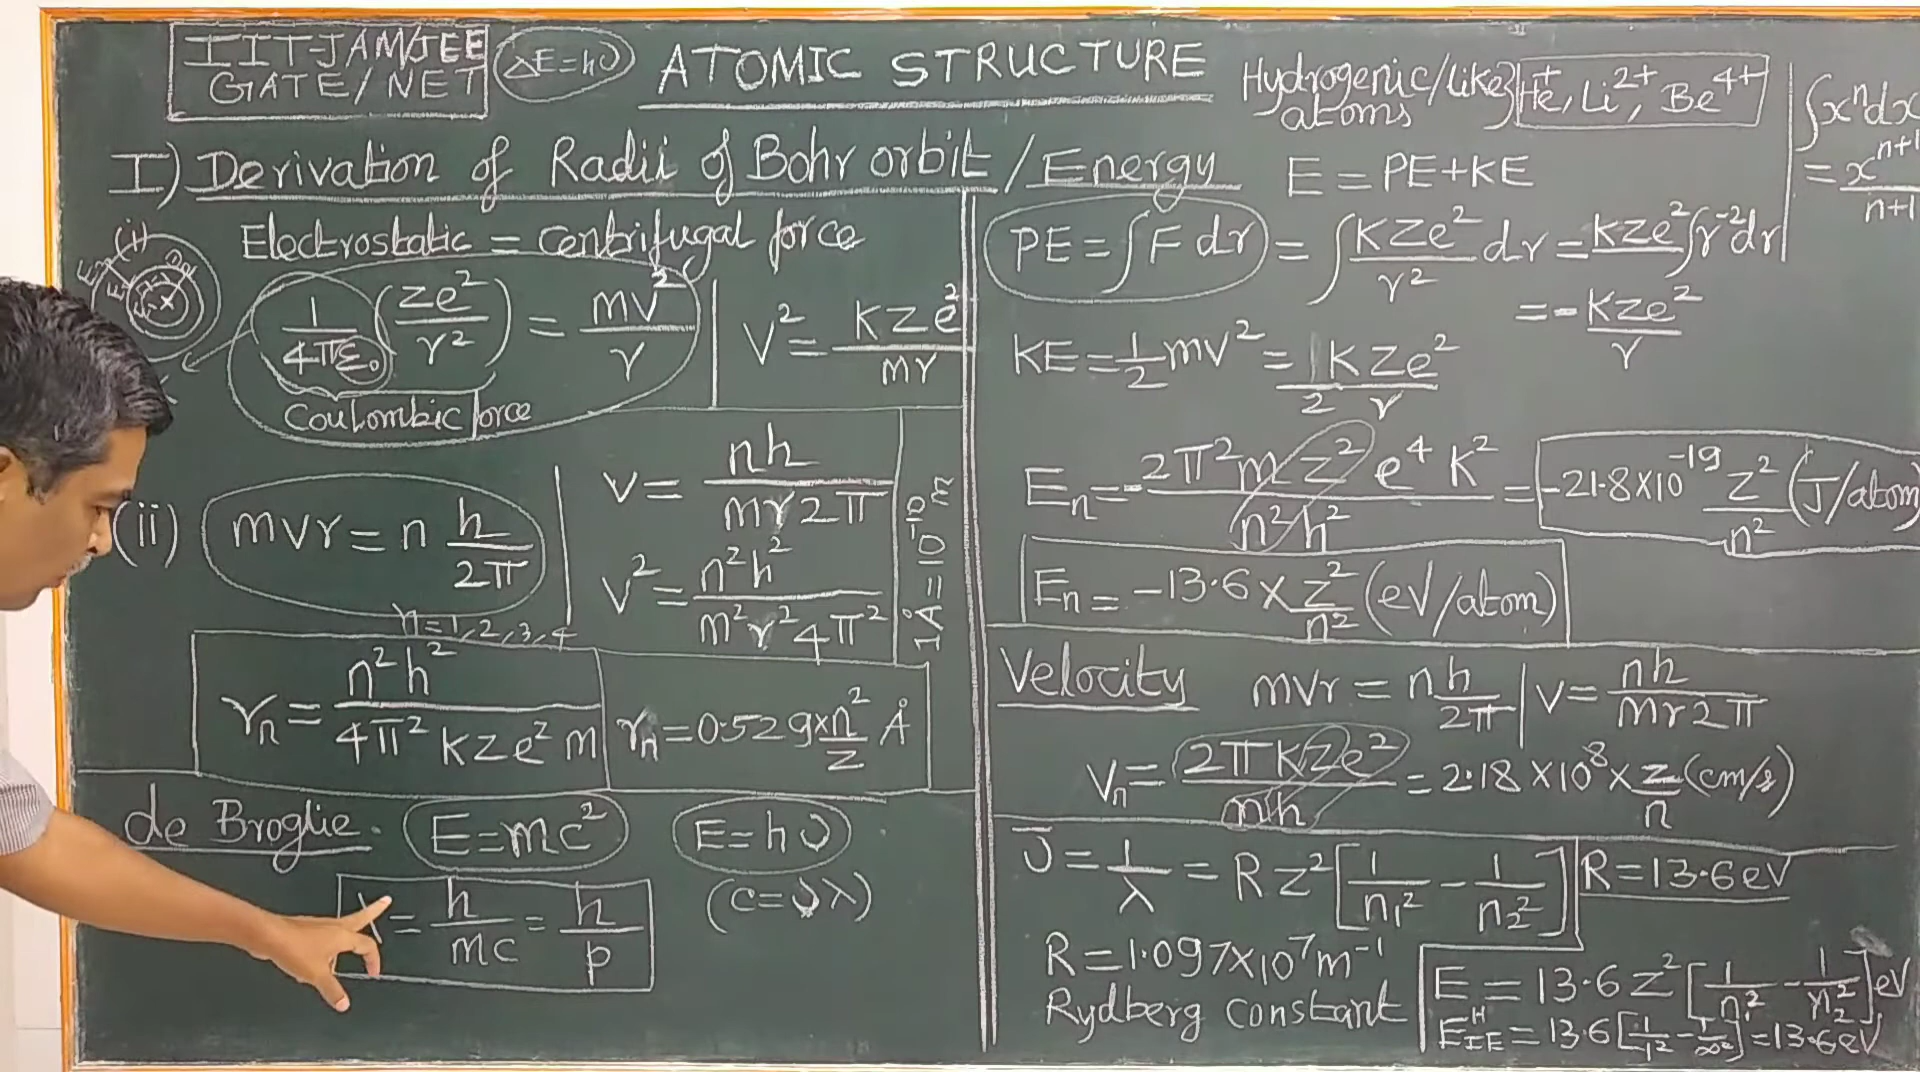 IIT-JAM/JEE
GATE/NET
ΔE=hυ
ATOMIC STRUCTURE
Hydrogenic/Like} He⁺, Li²⁺, Be⁴⁺
atoms
∫xⁿdx
= xⁿ⁺¹/n+1
I) Derivation of Radii of Bohr orbit/Energy
E = PE+KE
(i)
Electrostatic = centrifugal force
1/4πε₀ (ze²/r²) = mv²/r
Coulombic force
V² = KZe²/mr
(ii) mvr = n h/2π
n=1,2,3,4
v = nh/mr2π
v² = n²h²/m²r²4π²
1Å = 10⁻¹⁰ m
rₙ = n²h²/4π²kze²m
rₙ = 0.529×n²/z Å
de Broglie. E=mc² E=hυ
(c=υλ)
λ = h/mc = h/p
PE = ∫F dr = ∫KZe²/r² dr = kze²∫r⁻²dr
= -kze²/r
KE = 1/2 mv² = 1/2 KZe²/r
Eₙ = -2π²mz²e⁴k²/n²h² = -21.8×10⁻¹⁹ z²/n² (J/atom)
Eₙ = -13.6×z²/n² (eV/atom)
Velocity mvr = nh/2π | v = nh/mr2π
Vₙ = 2πkze²/nh = 2.18×10⁸×z/n (cm/s)
ῡ = 1/λ = Rz²[1/n₁² - 1/n₂²] R=13.6eV
R=1.097×10⁷m⁻¹
Rydberg constant
E = 13.6 z²[1/n₁² - 1/n₂²]eV
E^H_IE = 13.6[1/1² - 1/∞²] = 13.6eV